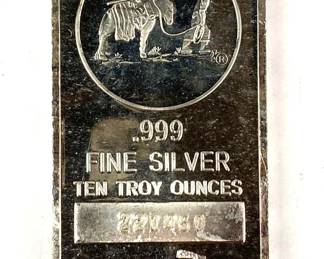 ®
.999
FINE SILVER
TEN TROY OUNCES